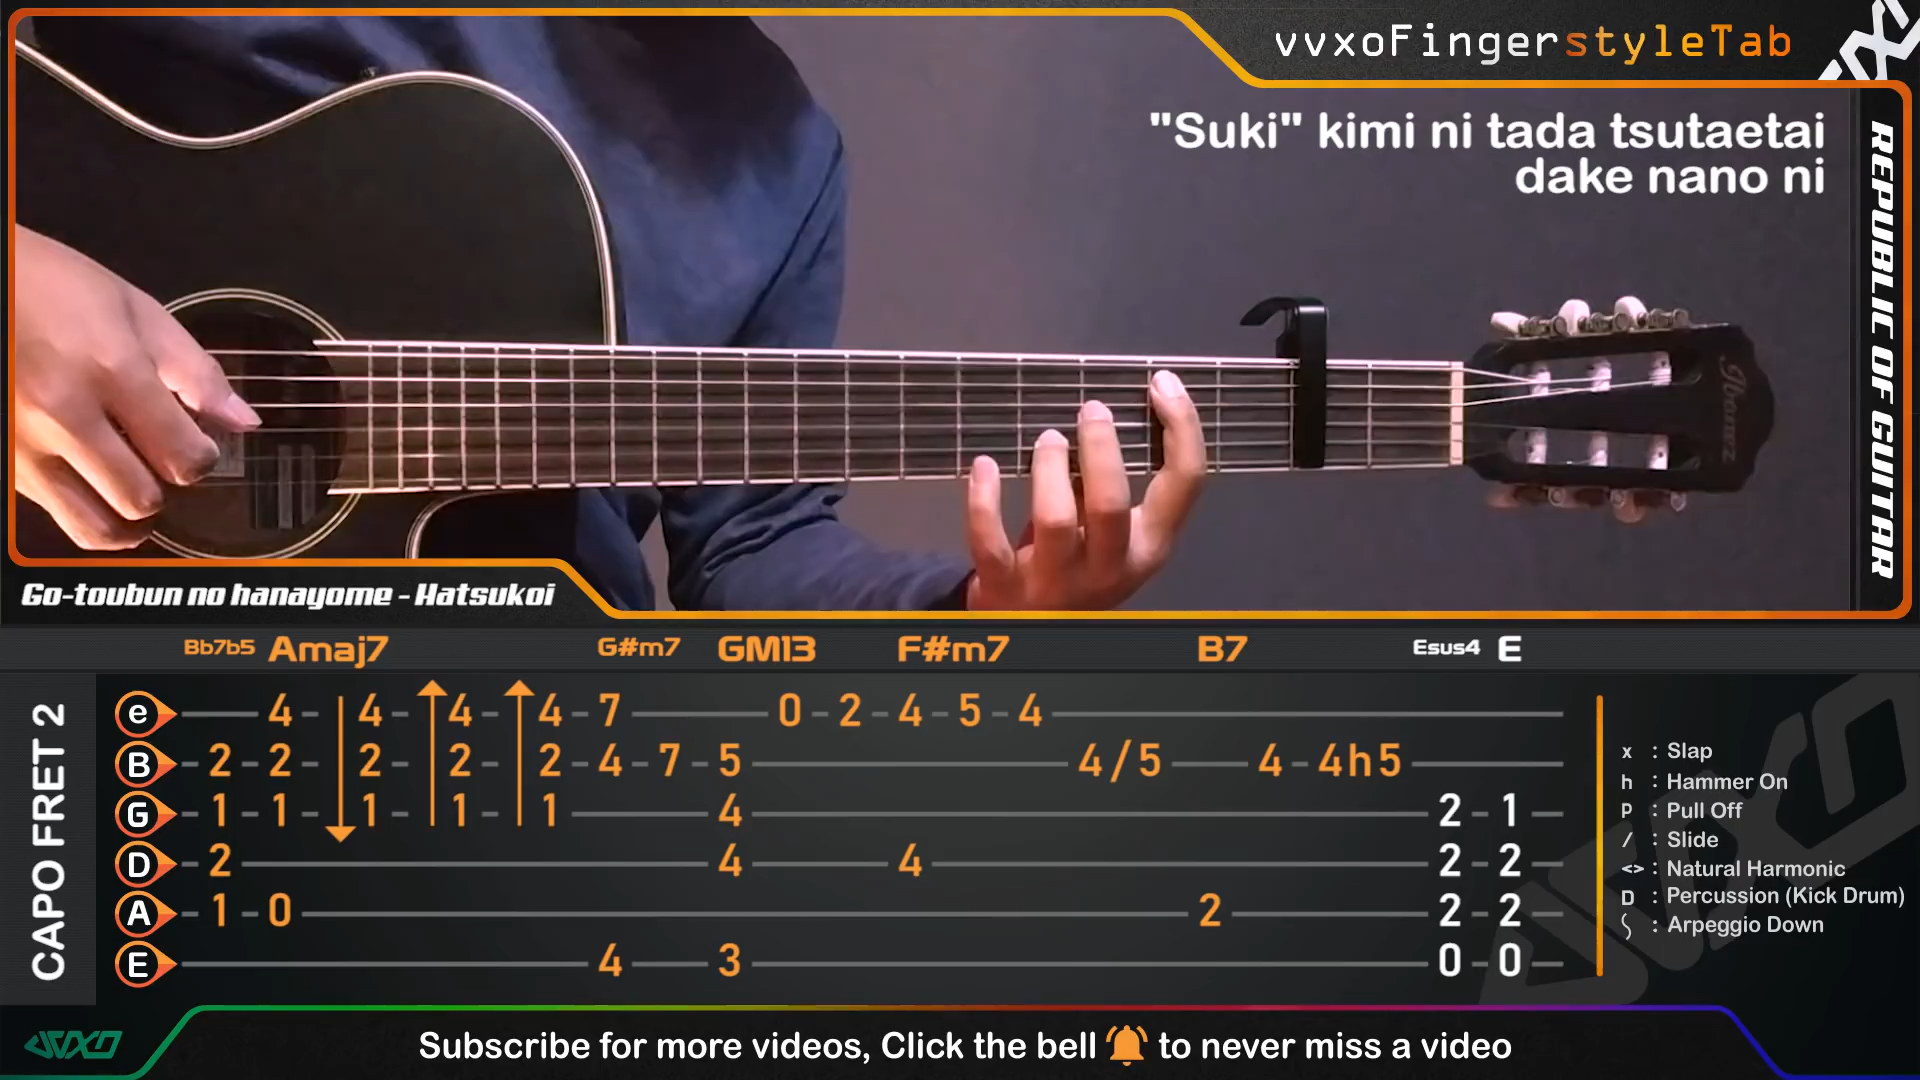 vvxoFingerstyleTab
"Suki" kimi ni tada tsutaetai
dake nano ni
REPUBLIC OF GUITAR
Ibanez
Go-toubun no hanayome - Hatsukoi
Bb7b5 Amaj7 G#m7 GM13 F#m7 B7 Esus4 E
CAPO FRET 2
e 4 4 4 4 7 0 2 4 5 4
B 2 2 2 2 2 4 7 5 4/5 4 4h5
G 1 1 1 1 1 4 2 1
D 2 4 4 2 2
A 1 0 2 2 2
E 4 3 0 0
x : Slap
h : Hammer On
P : Pull Off
/ : Slide
<> : Natural Harmonic
D : Percussion (Kick Drum)
: Arpeggio Down
Subscribe for more videos, Click the bell to never miss a video